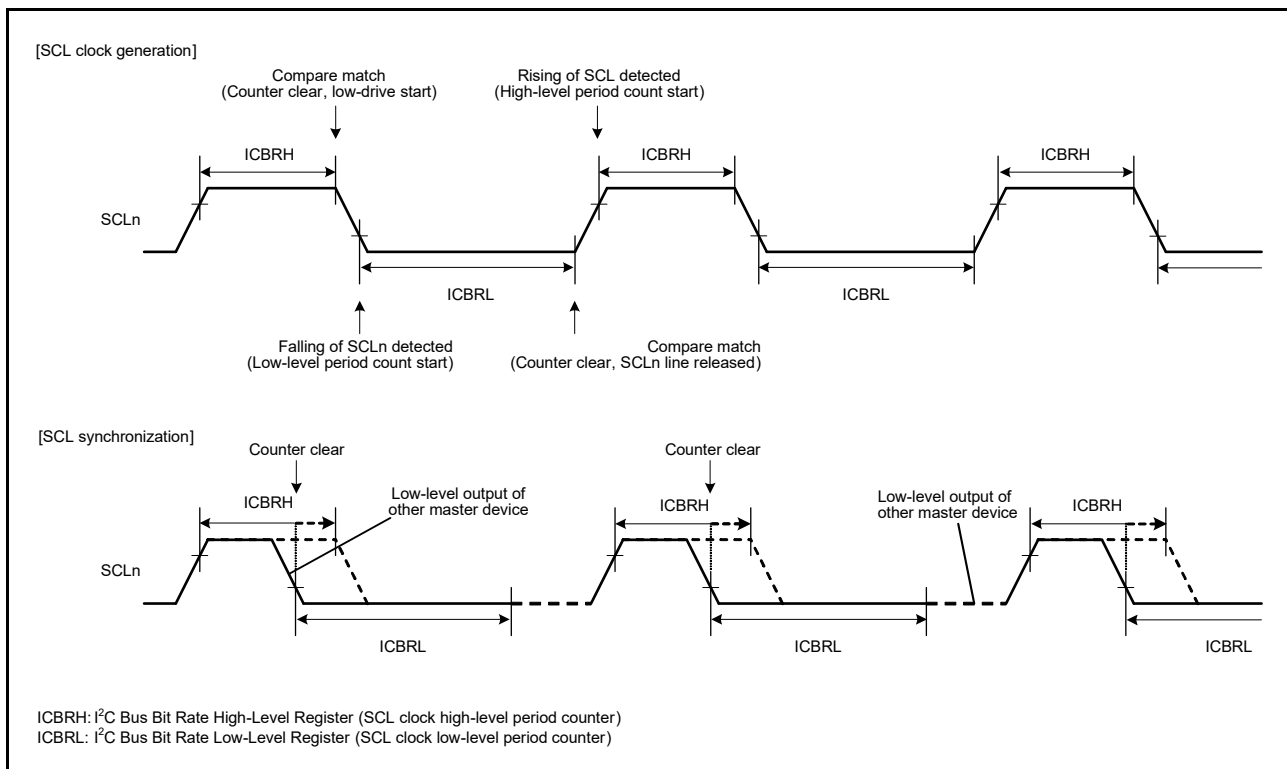 [SCL clock generation]
Compare match
(Counter clear, low-drive start)
Rising of SCL detected
(High-level period count start)
ICBRH
ICBRH
ICBRH
SCLn
ICBRL
ICBRL
Falling of SCLn detected
(Low-level period count start)
Compare match
(Counter clear, SCLn line released)
[SCL synchronization]
Counter clear
Counter clear
ICBRH
Low-level output of
other master device
ICBRH
Low-level output of
other master device
ICBRH
SCLn
ICBRL
ICBRL
ICBRL
ICBRH: I²C Bus Bit Rate High-Level Register (SCL clock high-level period counter)
ICBRL: I²C Bus Bit Rate Low-Level Register (SCL clock low-level period counter)